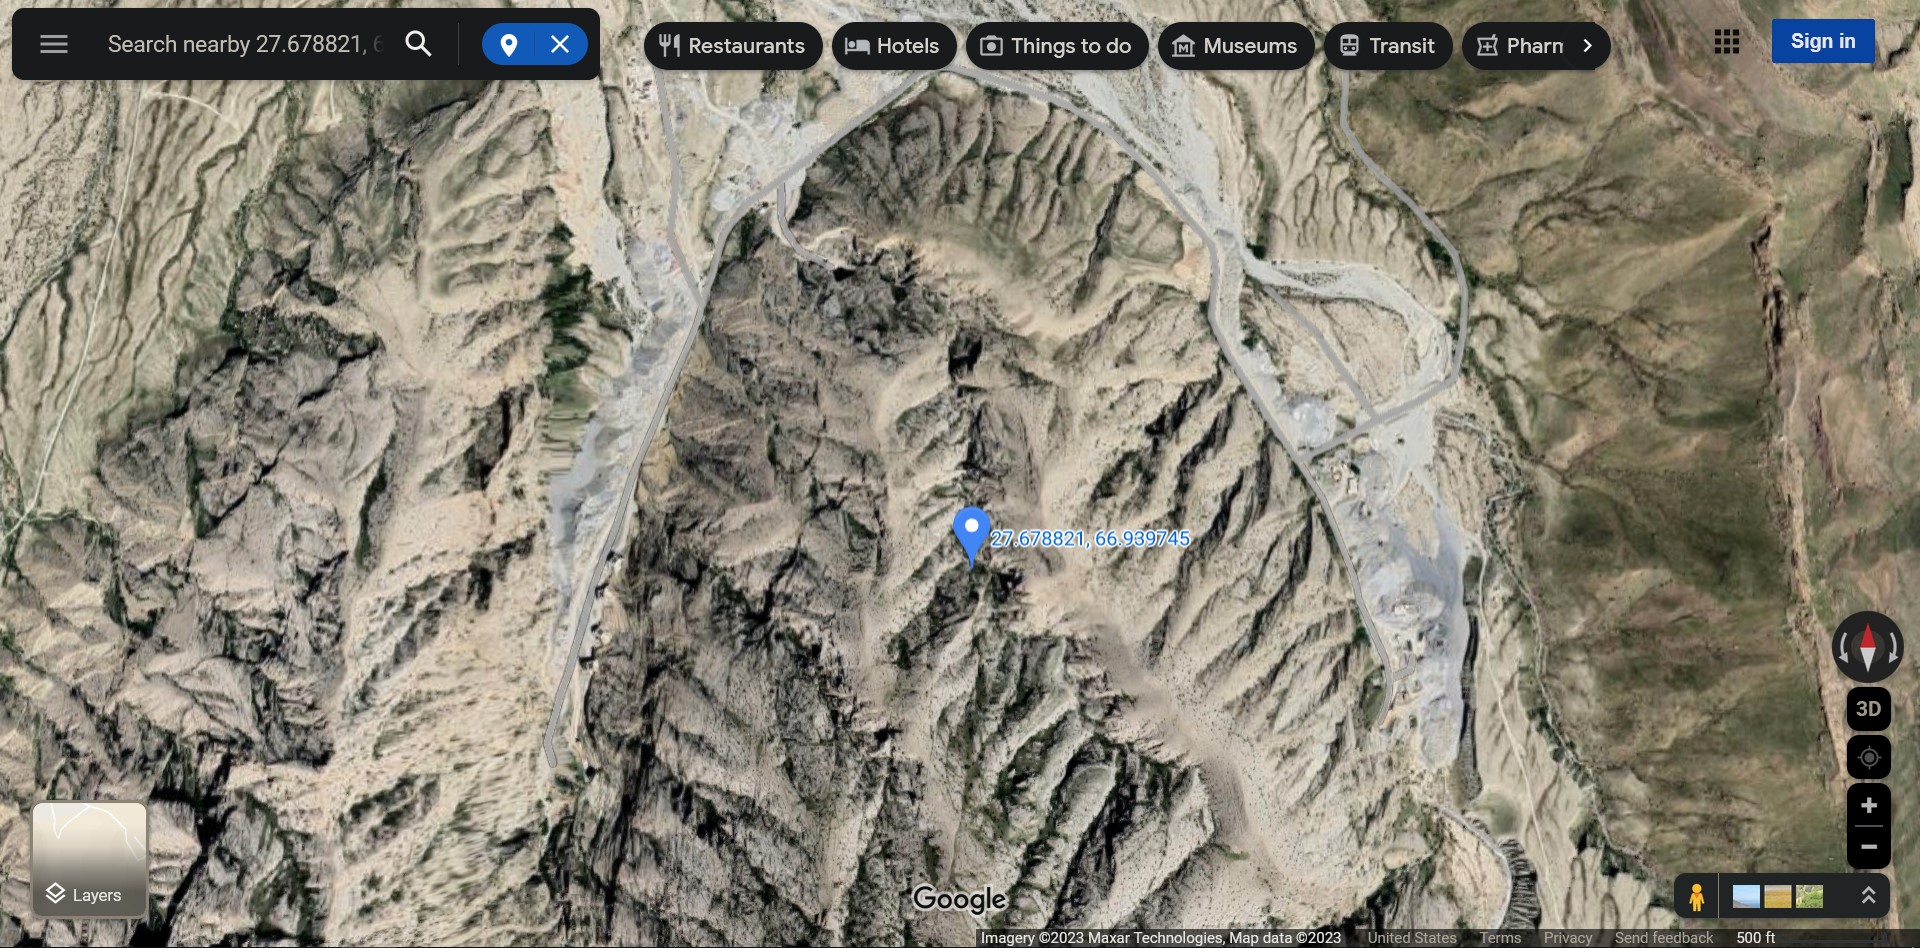 Search nearby 27.678821, 6
Restaurants
Hotels
Things to do
Museums
Transit
Pharm
Sign in
27.678821, 66.939745
3D
Layers
Google
Imagery ©2023 Maxar Technologies, Map data ©2023 United States Terms Privacy Send feedback 500 ft